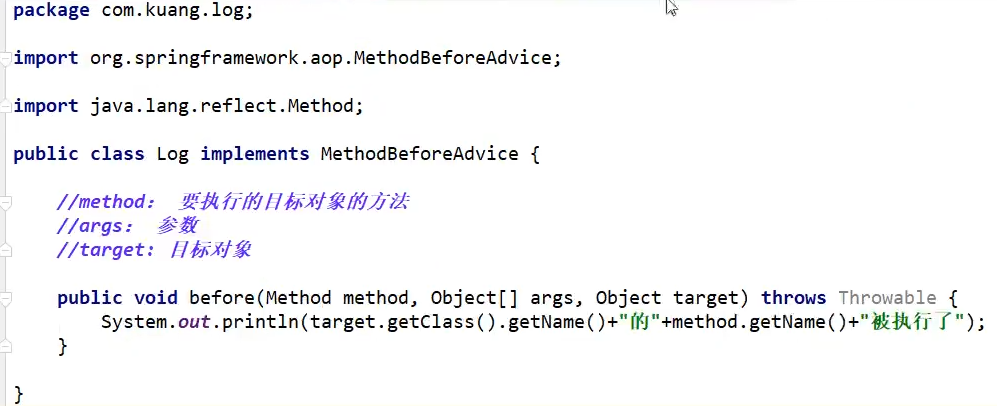 package com.kuang.log;
import org.springframework.aop.MethodBeforeAdvice;
import java.lang.reflect.Method;
public class Log implements MethodBeforeAdvice {
//method： 要执行的目标对象的方法
//args： 参数
//target：目标对象
public void before(Method method, Object[] args, Object target) throws Throwable {
System.out.println(target.getClass().getName()+"的"+method.getName()+"被执行了");
}
}